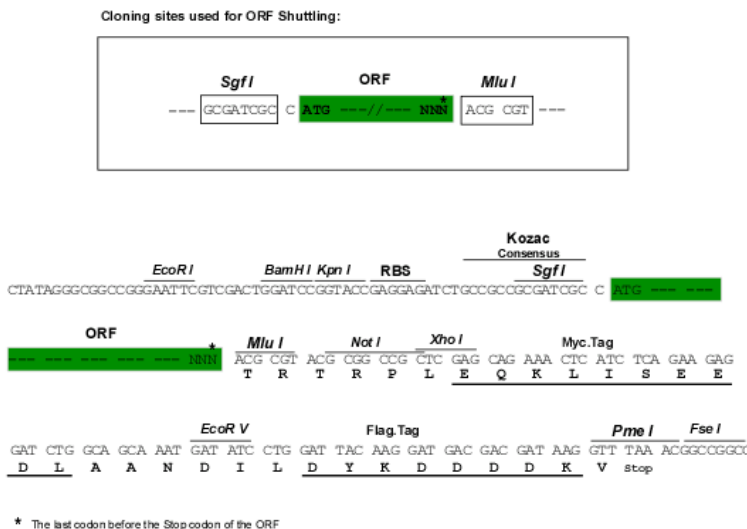 Cloning sites used for ORF Shuttling:
Sgf I ORF Mlu I
--- GCGATCGC C ATG ---//--- NNN* ACG CGT ---
Kozac
Consensus
EcoR I BamH I Kpn I RBS Sgf I
CTATAGGGCGGCCGGGAATTCGTCGACTGGATCCGGTACCGAGGAGATCTGCCGCCGCGATCGC C ATG --- ---
ORF Mlu I Not I Xho I Myc.Tag
--- --- --- --- --- --- NNN* ACG CGT ACG CGG CCG CTC GAG CAG AAA CTC ATC TCA GAA GAG
T R T R P L E Q K L I S E E
EcoR V Flag.Tag Pme I Fse I
GAT CTG GCA GCA AAT GAT ATC CTG GAT TAC AAG GAT GAC GAC GAT AAG GTT TAA ACGGCCGGCC
D L A A N D I L D Y K D D D D K V Stop
* The last codon before the Stop codon of the ORF